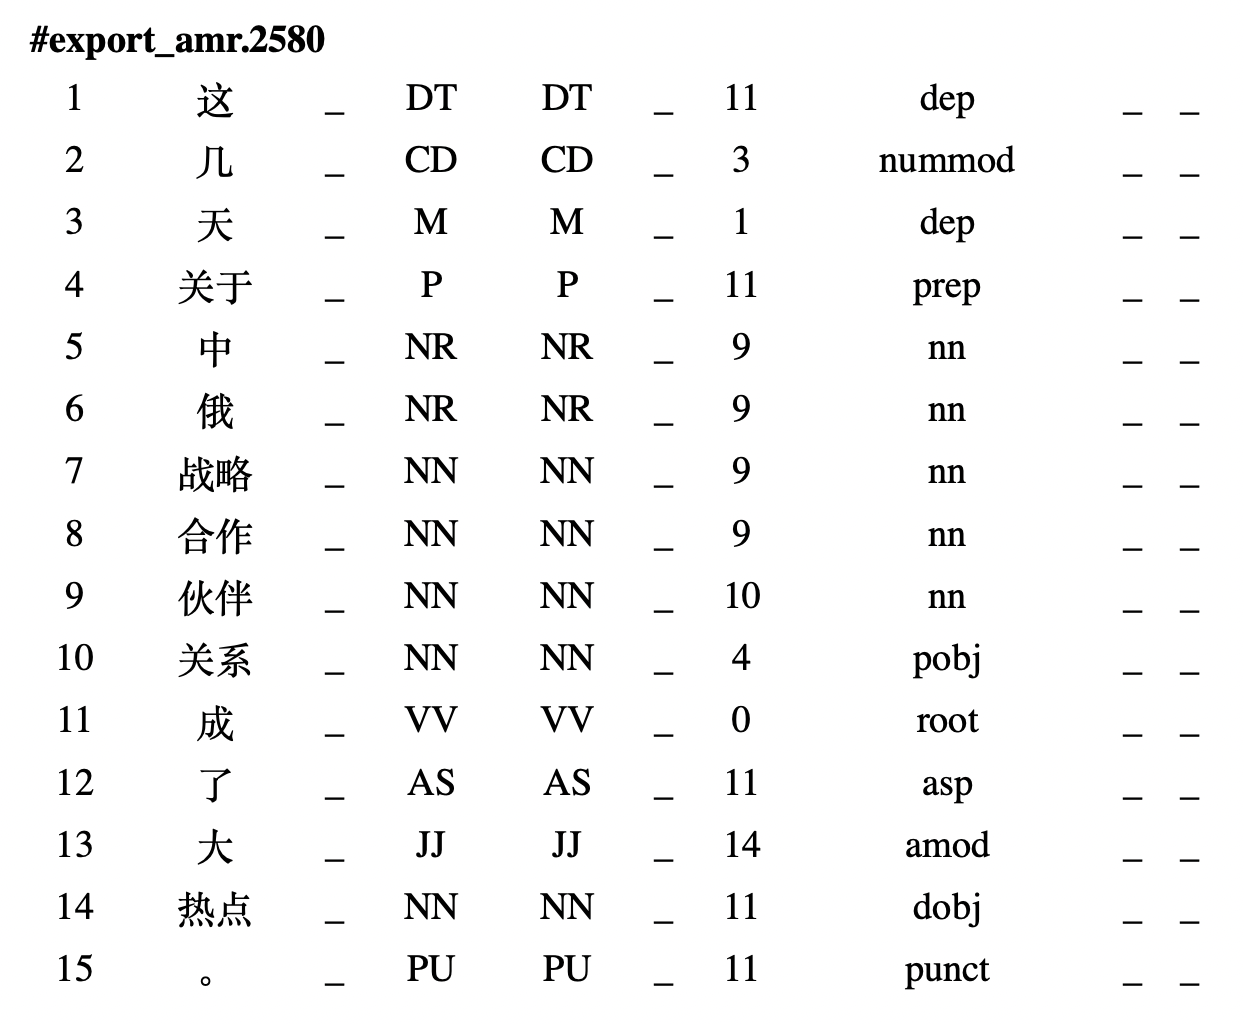 #export_amr.2580
1 这 _ DT DT _ 11 dep _ _
2 几 _ CD CD _ 3 nummod _ _
3 天 _ M M _ 1 dep _ _
4 关于 _ P P _ 11 prep _ _
5 中 _ NR NR _ 9 nn _ _
6 俄 _ NR NR _ 9 nn _ _
7 战略 _ NN NN _ 9 nn _ _
8 合作 _ NN NN _ 9 nn _ _
9 伙伴 _ NN NN _ 10 nn _ _
10 关系 _ NN NN _ 4 pobj _ _
11 成 _ VV VV _ 0 root _ _
12 了 _ AS AS _ 11 asp _ _
13 大 _ JJ JJ _ 14 amod _ _
14 热点 _ NN NN _ 11 dobj _ _
15 。 _ PU PU _ 11 punct _ _